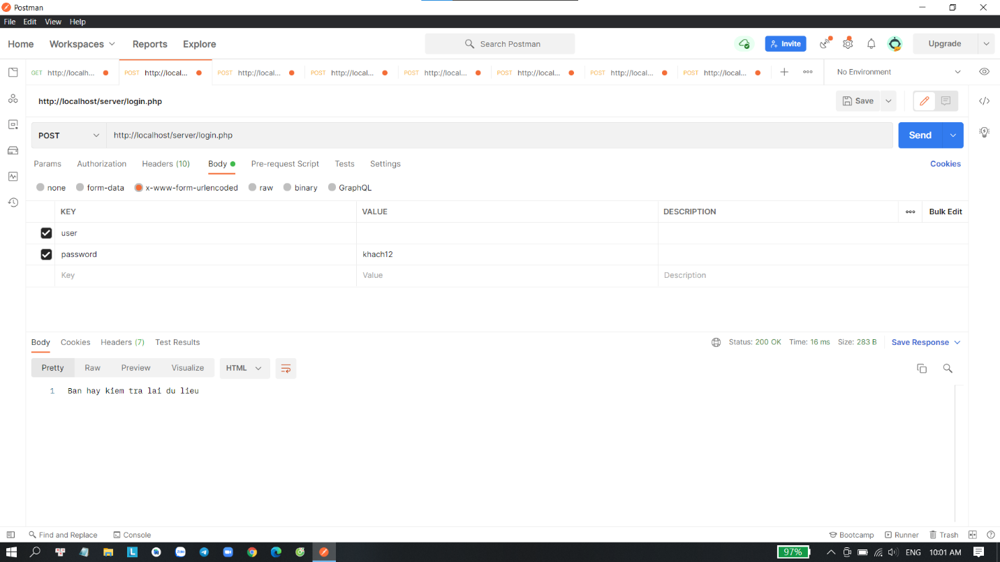 Postman
File Edit View Help
Home Workspaces Reports Explore Search Postman Invite Upgrade
GET http://localh... POST http://local... POST http://local... POST http://local... POST http://local... POST http://local... POST http://local... POST http://local... No Environment
http://localhost/server/login.php Save
POST http://localhost/server/login.php Send
Params Authorization Headers (10) Body Pre-request Script Tests Settings Cookies
none form-data x-www-form-urlencoded raw binary GraphQL
KEY VALUE DESCRIPTION Bulk Edit
user
password khach12
Key Value Description
Body Cookies Headers (7) Test Results Status: 200 OK Time: 16 ms Size: 283 B Save Response
Pretty Raw Preview Visualize HTML
1 Ban hay kiem tra lai du lieu
Find and Replace Console Bootcamp Runner Trash
L Zalo 97% ENG 10:01 AM